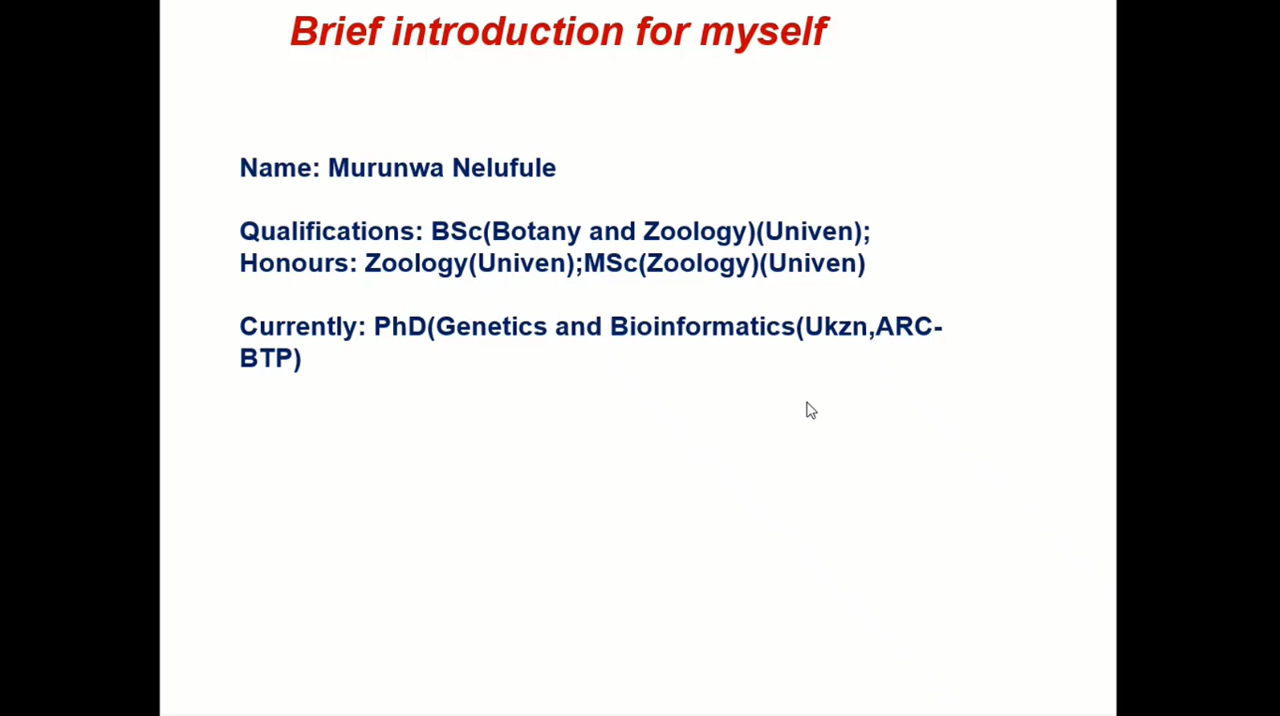 Brief introduction for myself
Name: Murunwa Nelufule
Qualifications: BSc(Botany and Zoology)(Univen);
Honours: Zoology(Univen);MSc(Zoology)(Univen)
Currently: PhD(Genetics and Bioinformatics(Ukzn,ARC-
BTP)